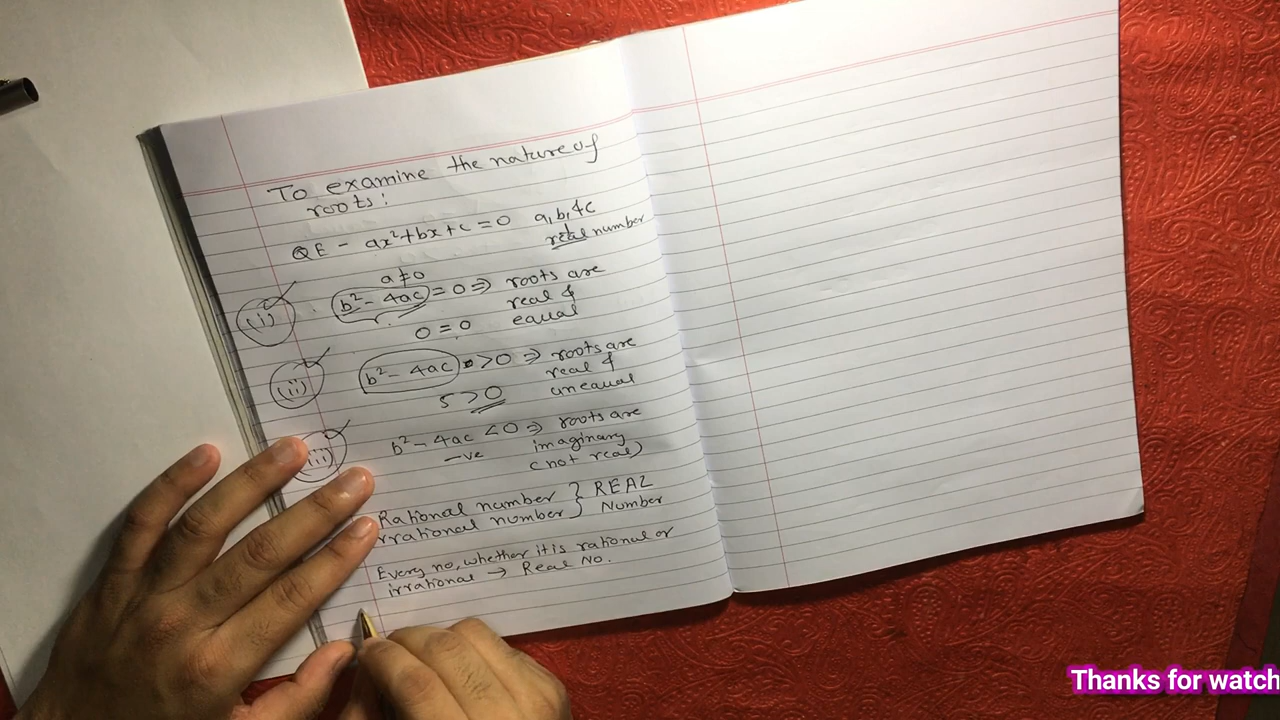 To examine the nature of
roots:
QE - ax²+bx+c=0 a,b,&c
real number
a≠0
(i) b²-4ac=0⇒ roots are
real &
0=0 equal
(ii) b²-4ac>0⇒ roots are
real &
5>0 unequal
(iii) b²-4ac<0⇒ roots are
-ve imaginary
(not real)
Rational number } REAL
irrational number } Number
Every no, whether it is rational or
irrational → Real No.
Thanks for watch